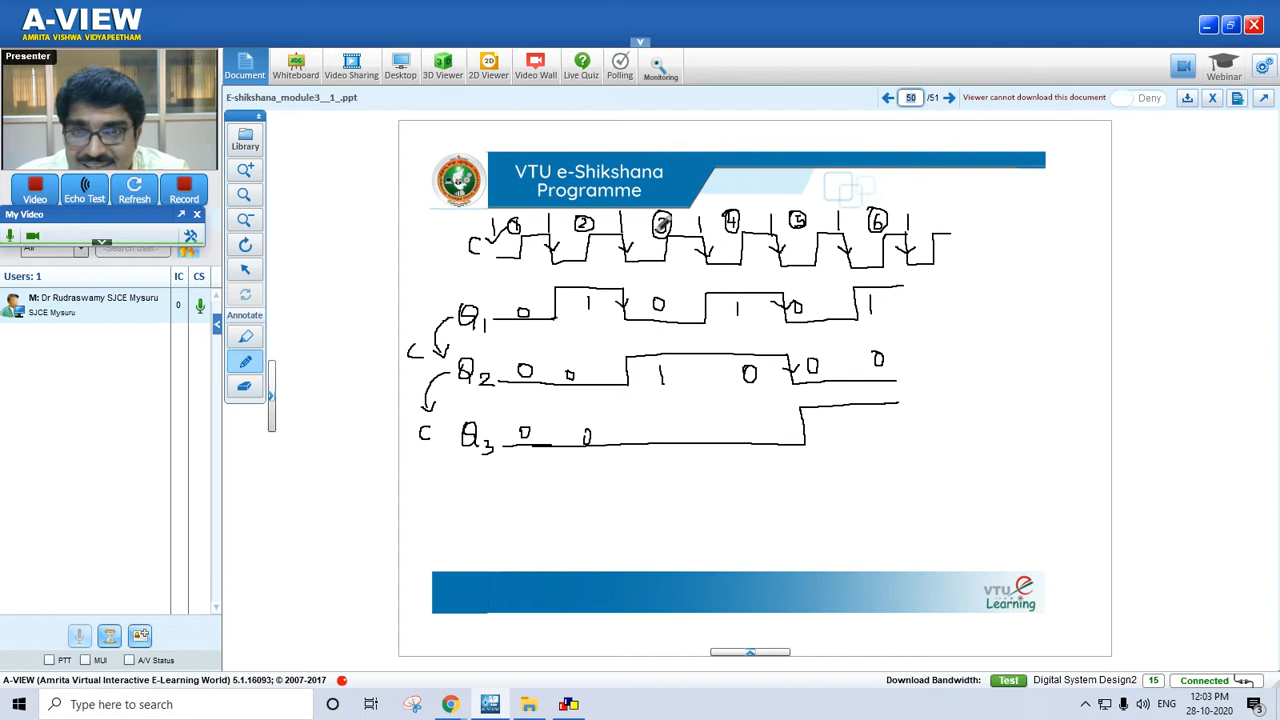 A-VIEW
AMRITA VISHWA VIDYAPEETHAM
Presenter
Document
Whiteboard
Video Sharing
Desktop
3D Viewer
2D Viewer
Video Wall
Live Quiz
Polling
Monitoring
Webinar
E-shikshana_module3__1_.ppt
50 /51
Viewer cannot download this document
Deny
Video
Echo Test
Refresh
Record
My Video
Users: 1
IC
CS
M: Dr Rudraswamy SJCE Mysuru
0
SJCE Mysuru
Library
Annotate
VTU e-Shikshana
Programme
1 2 3 4 5 6
C
Q1 0 1 0 1 0 1
C
Q2 0 0 1 0 0 0
C Q3 0 0
VTU e
Learning
PTT
MUI
A/V Status
A-VIEW (Amrita Virtual Interactive E-Learning World) 5.1.16093; © 2007-2017
Download Bandwidth:
Test
Digital System Design2
15
Connected
Type here to search
ENG
12:03 PM
28-10-2020
3